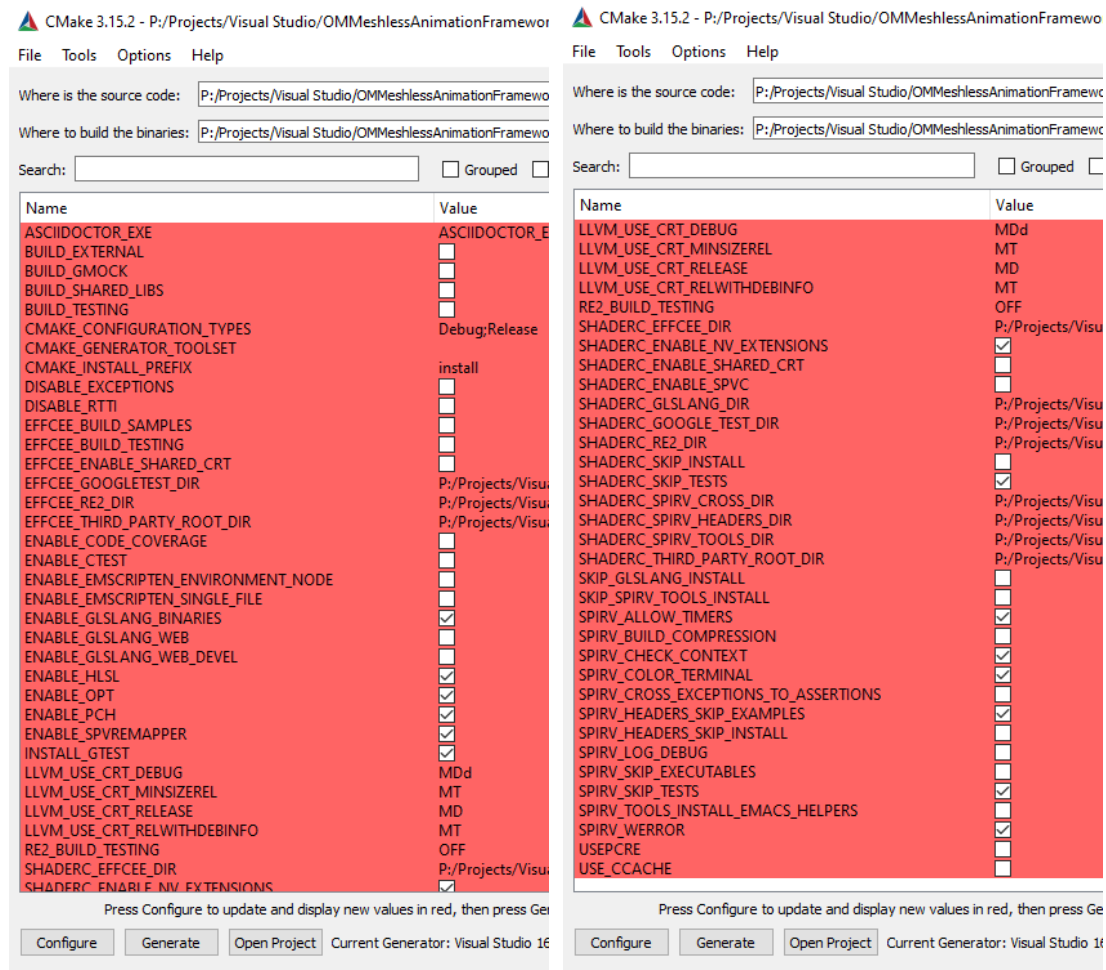 CMake 3.15.2 - P:/Projects/Visual Studio/OMMeshlessAnimationFramewor
File Tools Options Help
Where is the source code: P:/Projects/Visual Studio/OMMeshlessAnimationFramewo
Where to build the binaries: P:/Projects/Visual Studio/OMMeshlessAnimationFramewo
Search: Grouped
Name Value
ASCIIDOCTOR_EXE ASCIIDOCTOR_E
BUILD_EXTERNAL
BUILD_GMOCK
BUILD_SHARED_LIBS
BUILD_TESTING
CMAKE_CONFIGURATION_TYPES Debug;Release
CMAKE_GENERATOR_TOOLSET
CMAKE_INSTALL_PREFIX install
DISABLE_EXCEPTIONS
DISABLE_RTTI
EFFCEE_BUILD_SAMPLES
EFFCEE_BUILD_TESTING
EFFCEE_ENABLE_SHARED_CRT
EFFCEE_GOOGLETEST_DIR P:/Projects/Visua
EFFCEE_RE2_DIR P:/Projects/Visua
EFFCEE_THIRD_PARTY_ROOT_DIR P:/Projects/Visua
ENABLE_CODE_COVERAGE
ENABLE_CTEST
ENABLE_EMSCRIPTEN_ENVIRONMENT_NODE
ENABLE_EMSCRIPTEN_SINGLE_FILE
ENABLE_GLSLANG_BINARIES
ENABLE_GLSLANG_WEB
ENABLE_GLSLANG_WEB_DEVEL
ENABLE_HLSL
ENABLE_OPT
ENABLE_PCH
ENABLE_SPVREMAPPER
INSTALL_GTEST
LLVM_USE_CRT_DEBUG MDd
LLVM_USE_CRT_MINSIZEREL MT
LLVM_USE_CRT_RELEASE MD
LLVM_USE_CRT_RELWITHDEBINFO MT
RE2_BUILD_TESTING OFF
SHADERC_EFFCEE_DIR P:/Projects/Visua
SHADERC_ENABLE_NV_EXTENSIONS
Press Configure to update and display new values in red, then press Ger
Configure Generate Open Project Current Generator: Visual Studio 16
CMake 3.15.2 - P:/Projects/Visual Studio/OMMeshlessAnimationFramewo
File Tools Options Help
Where is the source code: P:/Projects/Visual Studio/OMMeshlessAnimationFramewo
Where to build the binaries: P:/Projects/Visual Studio/OMMeshlessAnimationFramewo
Search: Grouped
Name Value
LLVM_USE_CRT_DEBUG MDd
LLVM_USE_CRT_MINSIZEREL MT
LLVM_USE_CRT_RELEASE MD
LLVM_USE_CRT_RELWITHDEBINFO MT
RE2_BUILD_TESTING OFF
SHADERC_EFFCEE_DIR P:/Projects/Visu
SHADERC_ENABLE_NV_EXTENSIONS
SHADERC_ENABLE_SHARED_CRT
SHADERC_ENABLE_SPVC
SHADERC_GLSLANG_DIR P:/Projects/Visu
SHADERC_GOOGLE_TEST_DIR P:/Projects/Visu
SHADERC_RE2_DIR P:/Projects/Visu
SHADERC_SKIP_INSTALL
SHADERC_SKIP_TESTS
SHADERC_SPIRV_CROSS_DIR P:/Projects/Visu
SHADERC_SPIRV_HEADERS_DIR P:/Projects/Visu
SHADERC_SPIRV_TOOLS_DIR P:/Projects/Visu
SHADERC_THIRD_PARTY_ROOT_DIR P:/Projects/Visu
SKIP_GLSLANG_INSTALL
SKIP_SPIRV_TOOLS_INSTALL
SPIRV_ALLOW_TIMERS
SPIRV_BUILD_COMPRESSION
SPIRV_CHECK_CONTEXT
SPIRV_COLOR_TERMINAL
SPIRV_CROSS_EXCEPTIONS_TO_ASSERTIONS
SPIRV_HEADERS_SKIP_EXAMPLES
SPIRV_HEADERS_SKIP_INSTALL
SPIRV_LOG_DEBUG
SPIRV_SKIP_EXECUTABLES
SPIRV_SKIP_TESTS
SPIRV_TOOLS_INSTALL_EMACS_HELPERS
SPIRV_WERROR
USEPCRE
USE_CCACHE
Press Configure to update and display new values in red, then press Ge
Configure Generate Open Project Current Generator: Visual Studio 16